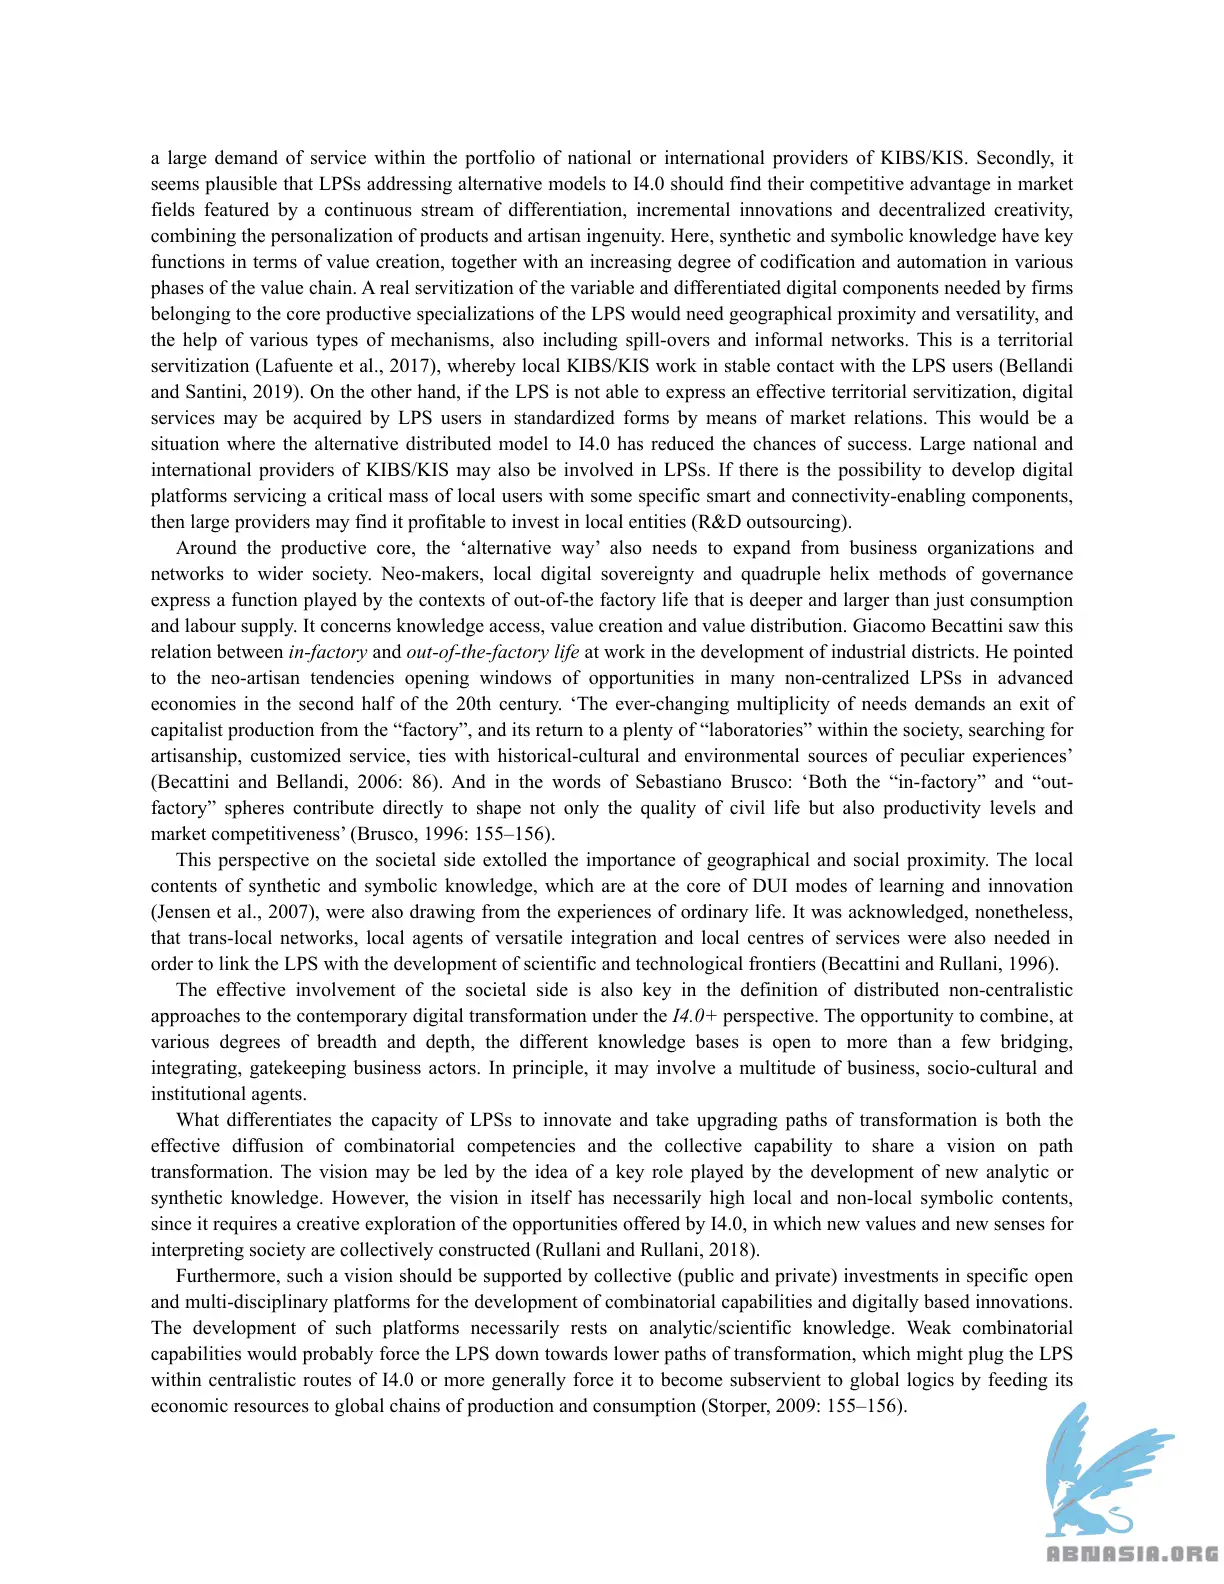 a large demand of service within the portfolio of national or international providers of KIBS/KIS. Secondly, it
seems plausible that LPSs addressing alternative models to I4.0 should find their competitive advantage in market
fields featured by a continuous stream of differentiation, incremental innovations and decentralized creativity,
combining the personalization of products and artisan ingenuity. Here, synthetic and symbolic knowledge have key
functions in terms of value creation, together with an increasing degree of codification and automation in various
phases of the value chain. A real servitization of the variable and differentiated digital components needed by firms
belonging to the core productive specializations of the LPS would need geographical proximity and versatility, and
the help of various types of mechanisms, also including spill-overs and informal networks. This is a territorial
servitization (Lafuente et al., 2017), whereby local KIBS/KIS work in stable contact with the LPS users (Bellandi
and Santini, 2019). On the other hand, if the LPS is not able to express an effective territorial servitization, digital
services may be acquired by LPS users in standardized forms by means of market relations. This would be a
situation where the alternative distributed model to I4.0 has reduced the chances of success. Large national and
international providers of KIBS/KIS may also be involved in LPSs. If there is the possibility to develop digital
platforms servicing a critical mass of local users with some specific smart and connectivity-enabling components,
then large providers may find it profitable to invest in local entities (R&D outsourcing).
Around the productive core, the ‘alternative way’ also needs to expand from business organizations and
networks to wider society. Neo-makers, local digital sovereignty and quadruple helix methods of governance
express a function played by the contexts of out-of-the factory life that is deeper and larger than just consumption
and labour supply. It concerns knowledge access, value creation and value distribution. Giacomo Becattini saw this
relation between in-factory and out-of-the-factory life at work in the development of industrial districts. He pointed
to the neo-artisan tendencies opening windows of opportunities in many non-centralized LPSs in advanced
economies in the second half of the 20th century. ‘The ever-changing multiplicity of needs demands an exit of
capitalist production from the “factory”, and its return to a plenty of “laboratories” within the society, searching for
artisanship, customized service, ties with historical-cultural and environmental sources of peculiar experiences’
(Becattini and Bellandi, 2006: 86). And in the words of Sebastiano Brusco: ‘Both the “in-factory” and “out-
factory” spheres contribute directly to shape not only the quality of civil life but also productivity levels and
market competitiveness’ (Brusco, 1996: 155–156).
This perspective on the societal side extolled the importance of geographical and social proximity. The local
contents of synthetic and symbolic knowledge, which are at the core of DUI modes of learning and innovation
(Jensen et al., 2007), were also drawing from the experiences of ordinary life. It was acknowledged, nonetheless,
that trans-local networks, local agents of versatile integration and local centres of services were also needed in
order to link the LPS with the development of scientific and technological frontiers (Becattini and Rullani, 1996).
The effective involvement of the societal side is also key in the definition of distributed non-centralistic
approaches to the contemporary digital transformation under the I4.0+ perspective. The opportunity to combine, at
various degrees of breadth and depth, the different knowledge bases is open to more than a few bridging,
integrating, gatekeeping business actors. In principle, it may involve a multitude of business, socio-cultural and
institutional agents.
What differentiates the capacity of LPSs to innovate and take upgrading paths of transformation is both the
effective diffusion of combinatorial competencies and the collective capability to share a vision on path
transformation. The vision may be led by the idea of a key role played by the development of new analytic or
synthetic knowledge. However, the vision in itself has necessarily high local and non-local symbolic contents,
since it requires a creative exploration of the opportunities offered by I4.0, in which new values and new senses for
interpreting society are collectively constructed (Rullani and Rullani, 2018).
Furthermore, such a vision should be supported by collective (public and private) investments in specific open
and multi-disciplinary platforms for the development of combinatorial capabilities and digitally based innovations.
The development of such platforms necessarily rests on analytic/scientific knowledge. Weak combinatorial
capabilities would probably force the LPS down towards lower paths of transformation, which might plug the LPS
within centralistic routes of I4.0 or more generally force it to become subservient to global logics by feeding its
economic resources to global chains of production and consumption (Storper, 2009: 155–156).
ABNASIA.ORG